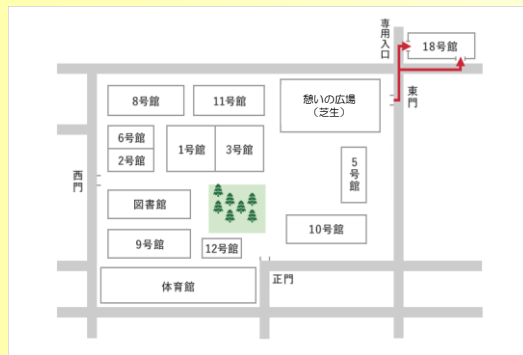 専用入口
18号館
8号館
11号館
憩いの広場
（芝生）
東門
6号館
2号館
1号館
3号館
5号館
西門
図書館
10号館
9号館
12号館
正門
体育館